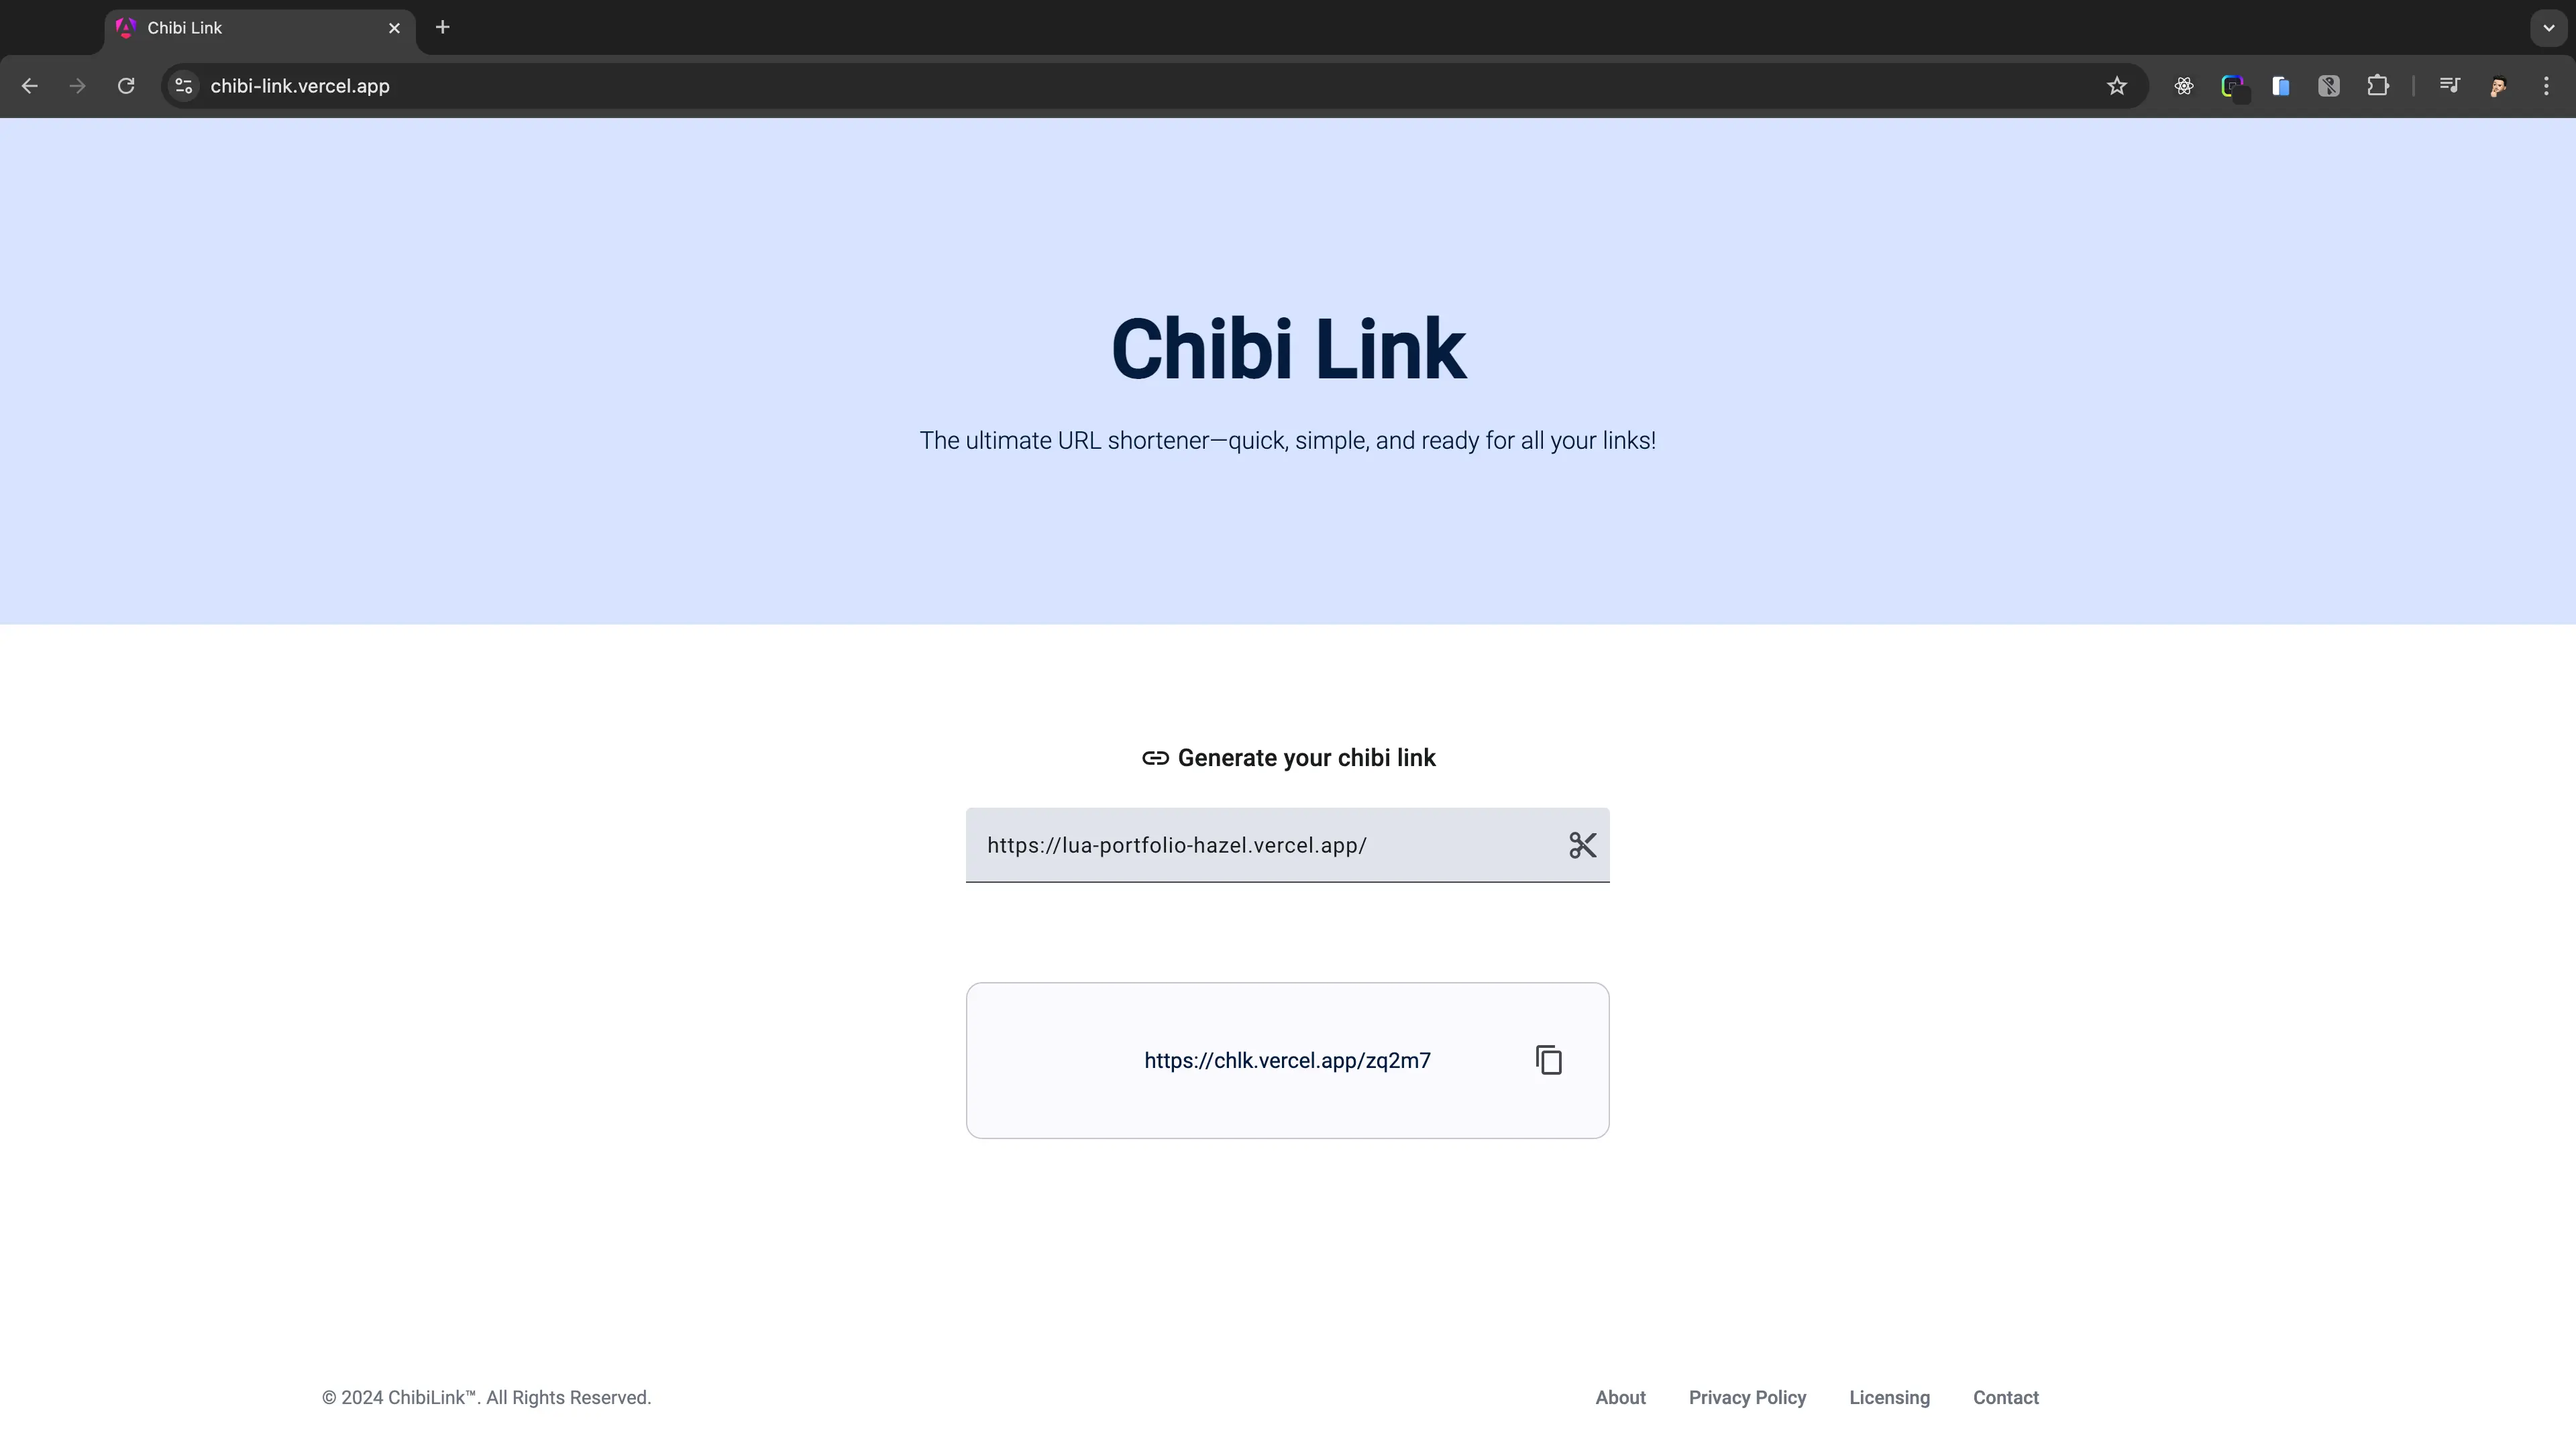 Chibi Link
chibi-link.vercel.app
Chibi Link
The ultimate URL shortener—quick, simple, and ready for all your links!
Generate your chibi link
https://lua-portfolio-hazel.vercel.app/
https://chlk.vercel.app/zq2m7
© 2024 ChibiLink™. All Rights Reserved.
About Privacy Policy Licensing Contact